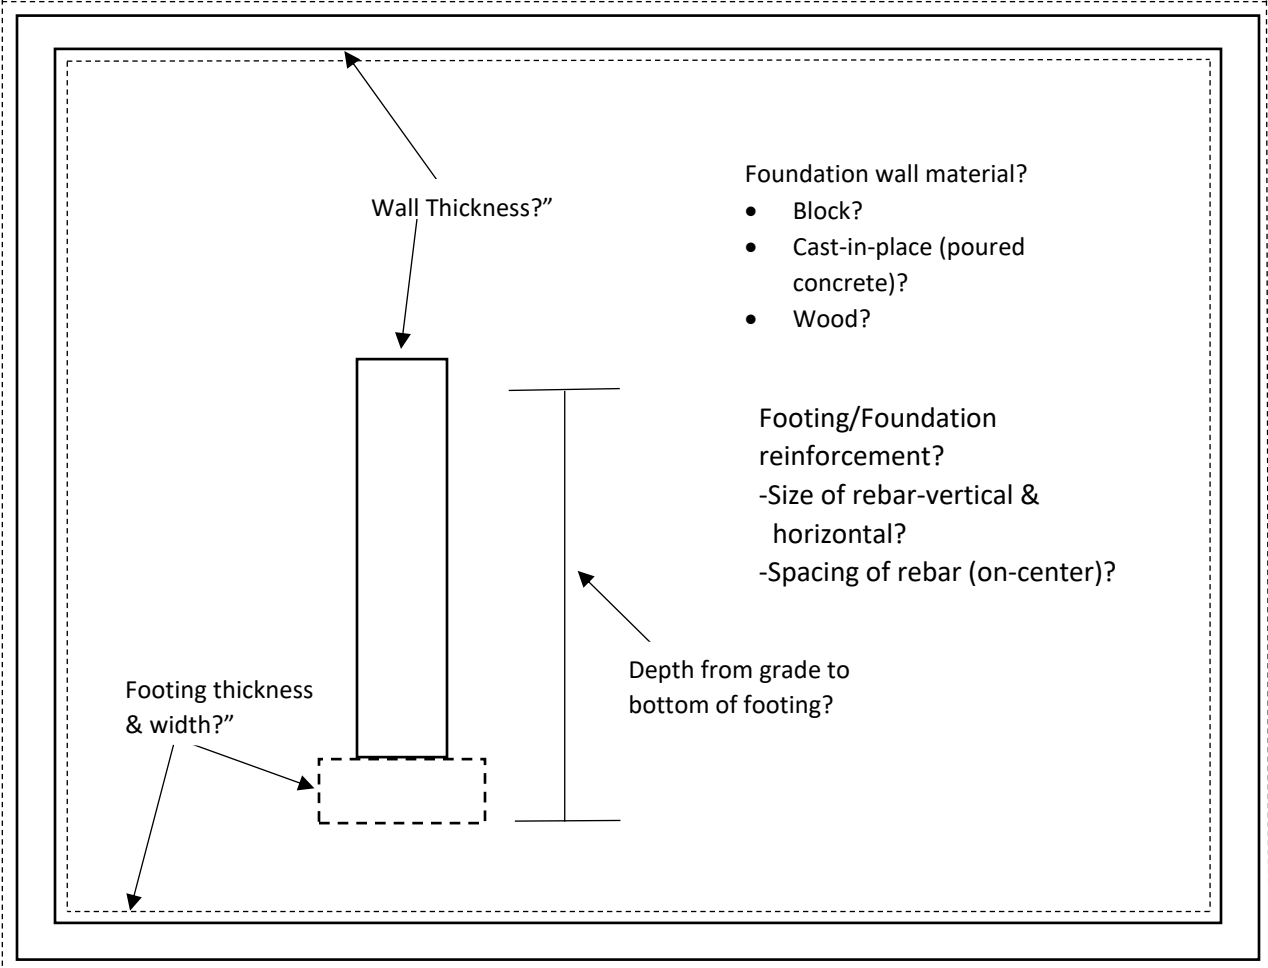 Wall Thickness?”
Foundation wall material?
• Block?
• Cast-in-place (poured
concrete)?
• Wood?
Footing/Foundation
reinforcement?
-Size of rebar-vertical &
horizontal?
-Spacing of rebar (on-center)?
Depth from grade to
bottom of footing?
Footing thickness
& width?”